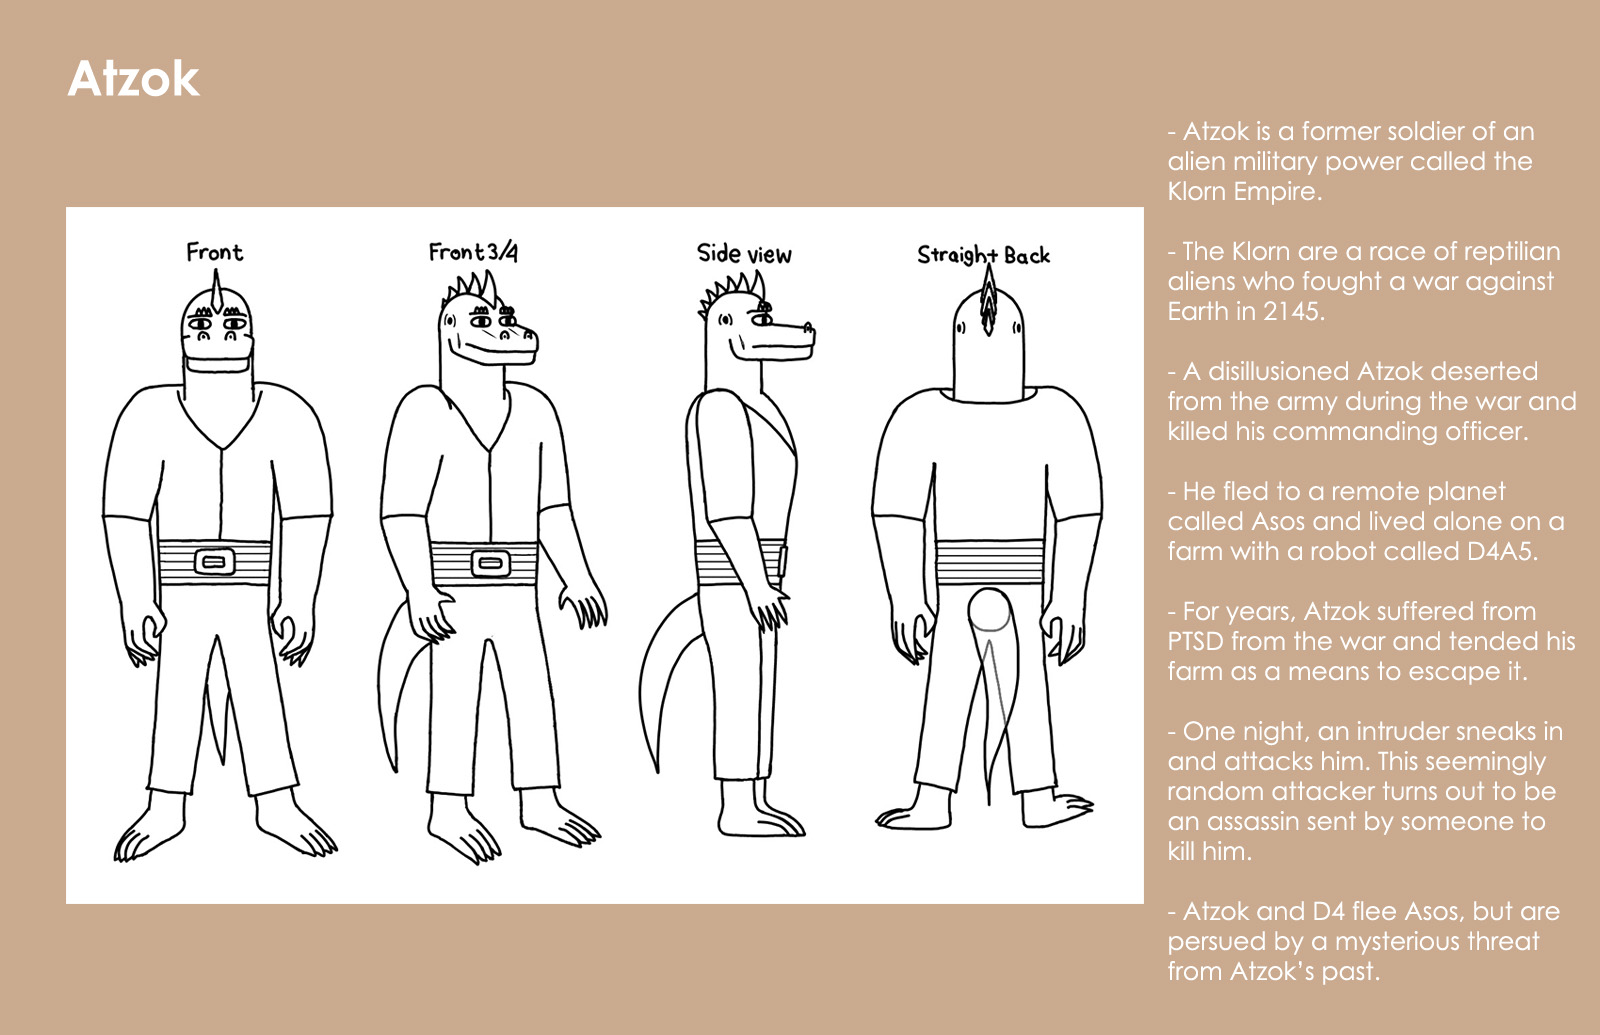 Atzok
Front
Front 3/4
Side view
Straight Back
- Atzok is a former soldier of an
alien military power called the
Klorn Empire.
- The Klorn are a race of reptilian
aliens who fought a war against
Earth in 2145.
- A disillusioned Atzok deserted
from the army during the war and
killed his commanding officer.
- He fled to a remote planet
called Asos and lived alone on a
farm with a robot called D4A5.
- For years, Atzok suffered from
PTSD from the war and tended his
farm as a means to escape it.
- One night, an intruder sneaks in
and attacks him. This seemingly
random attacker turns out to be
an assassin sent by someone to
kill him.
- Atzok and D4 flee Asos, but are
persued by a mysterious threat
from Atzok’s past.